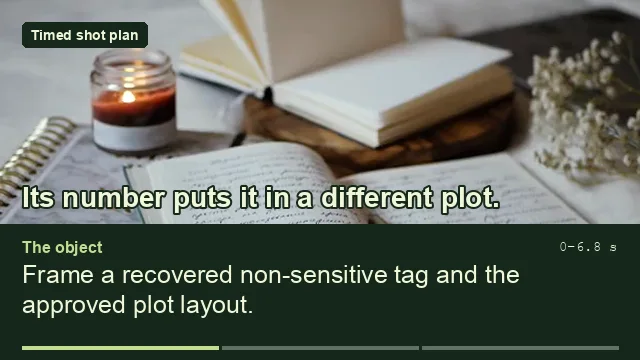 Timed shot plan
Its number puts it in a different plot.
The object
0–6.8 s
Frame a recovered non-sensitive tag and the
approved plot layout.